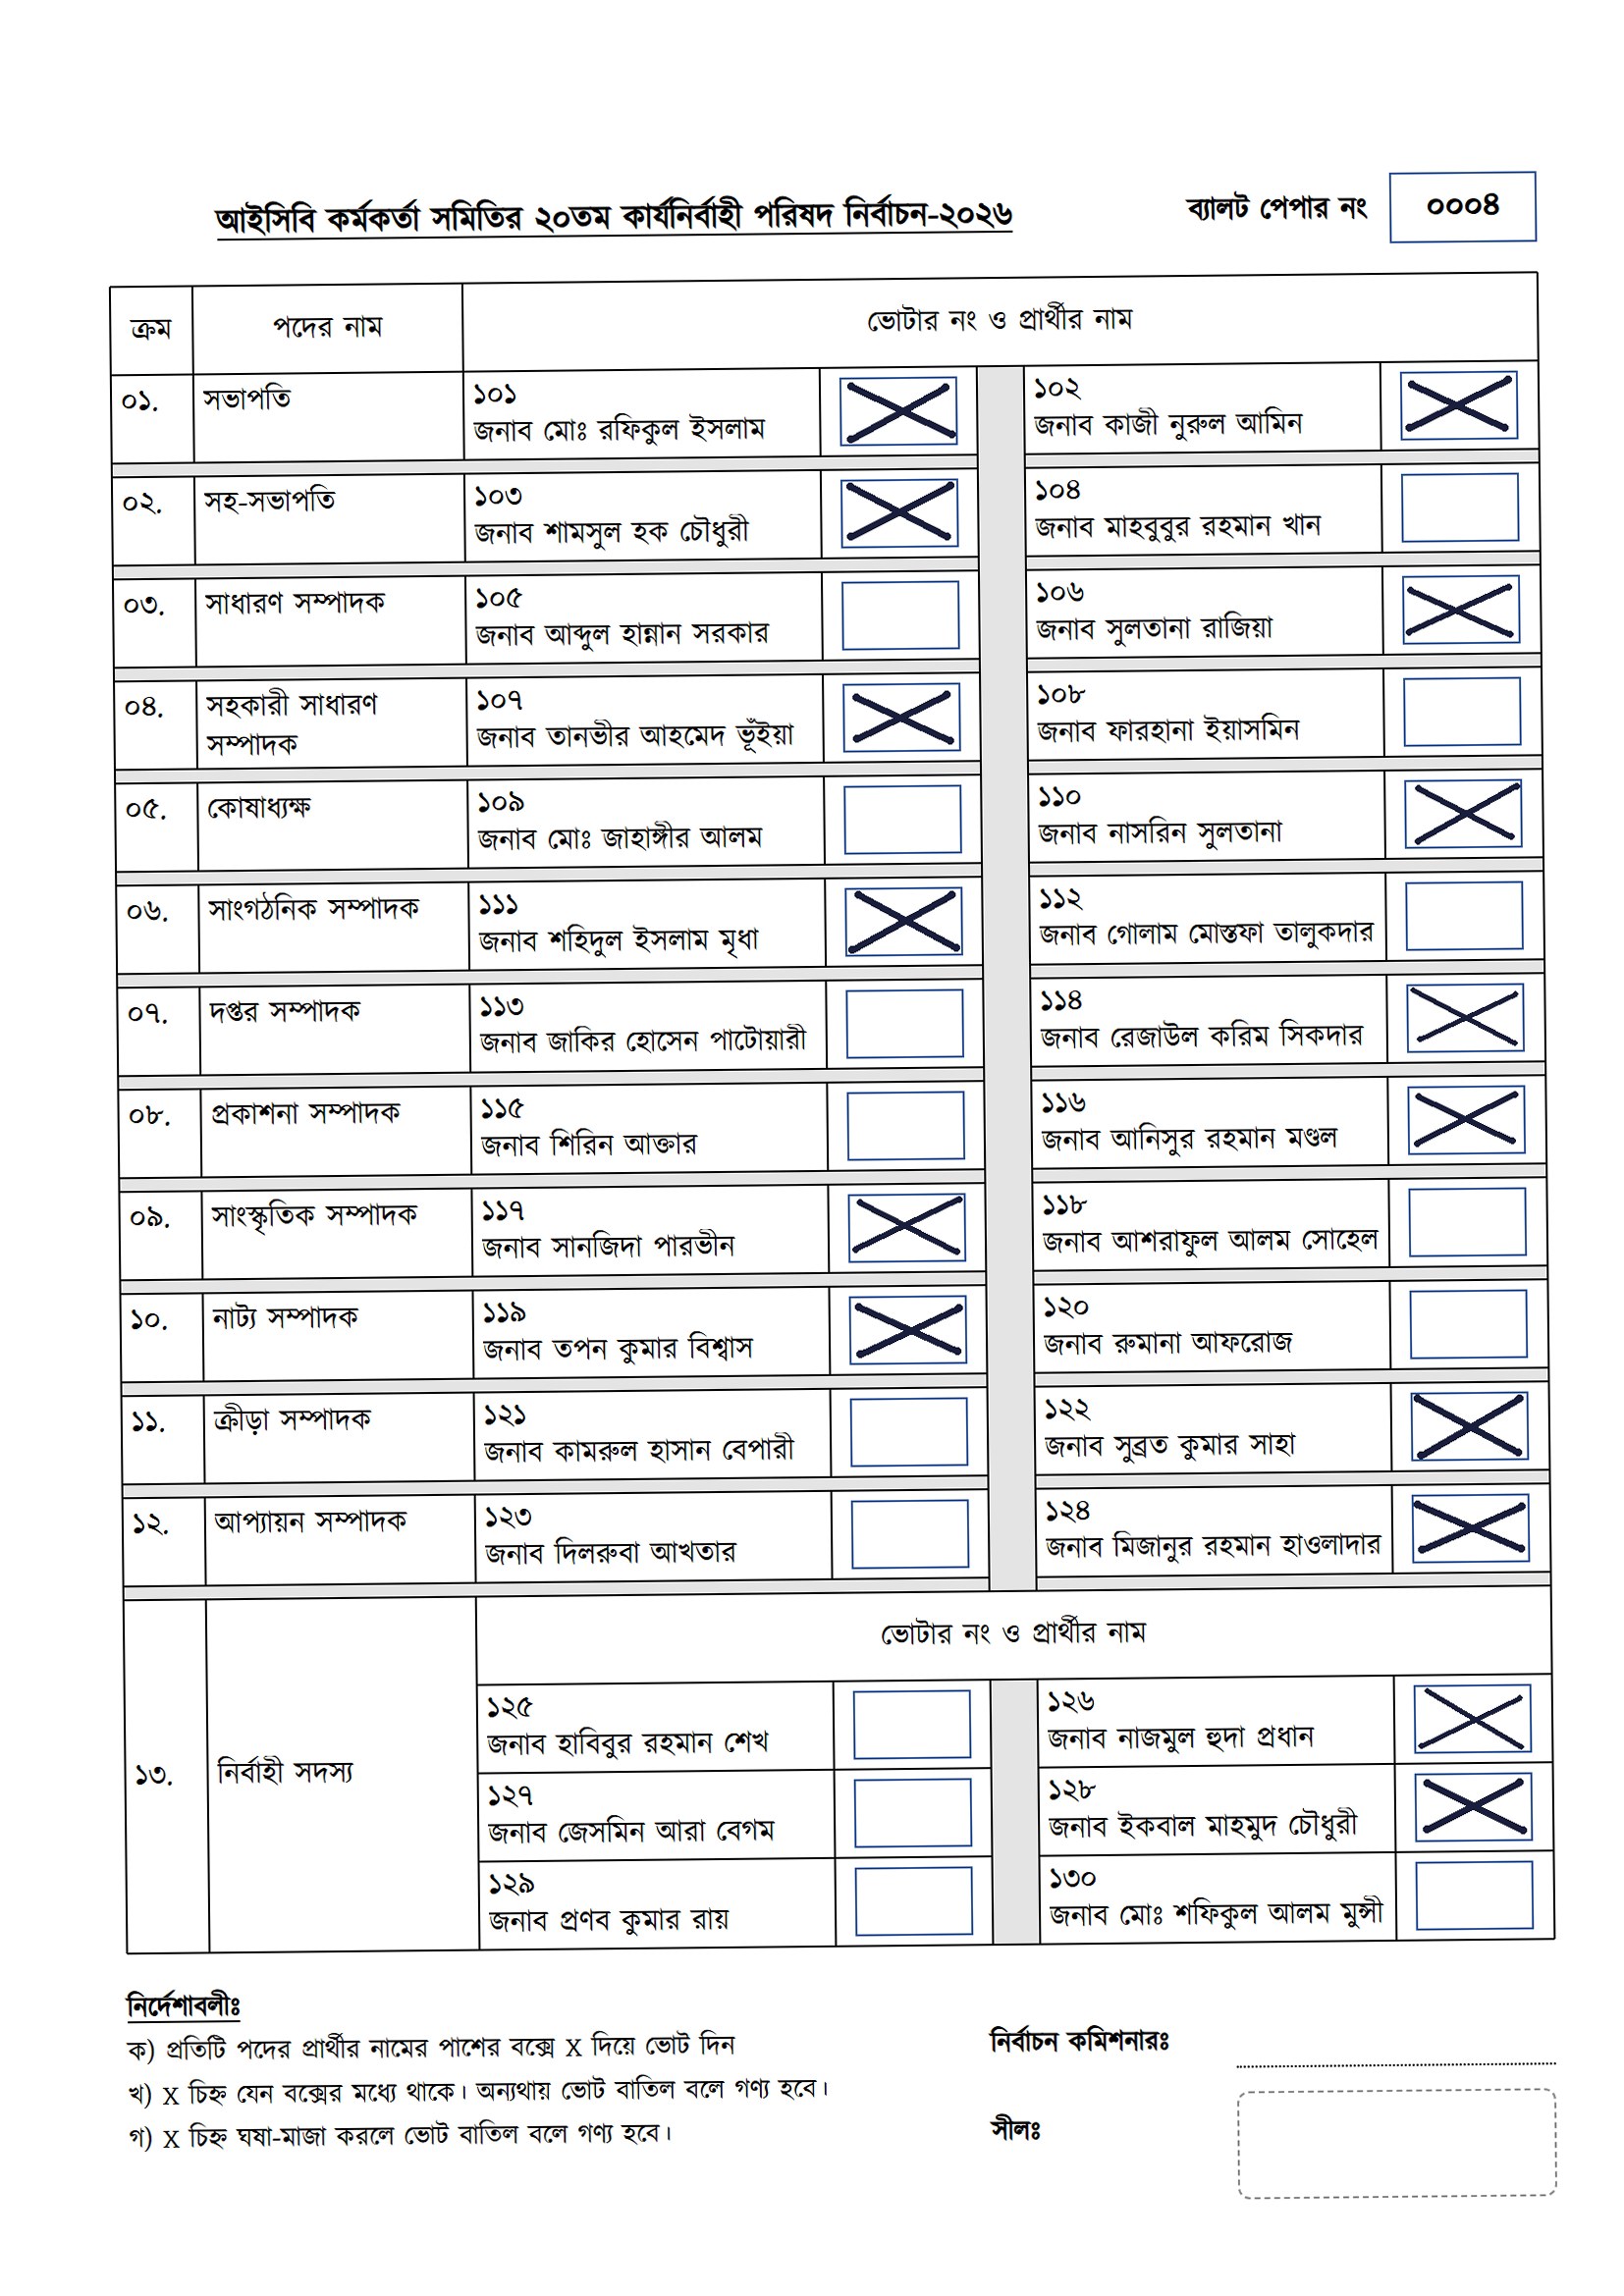 আইসিবি কর্মকর্তা সমিতির ২০তম কার্যনির্বাহী পরিষদ নির্বাচন-২০২৬
ব্যালট পেপার নং ০০০৪
ক্রম পদের নাম ভোটার নং ও প্রার্থীর নাম
০১. সভাপতি
১০১
জনাব মোঃ রফিকুল ইসলাম
১০২
জনাব কাজী নুরুল আমিন
০২. সহ-সভাপতি
১০৩
জনাব শামসুল হক চৌধুরী
১০৪
জনাব মাহবুবুর রহমান খান
০৩. সাধারণ সম্পাদক
১০৫
জনাব আব্দুল হান্নান সরকার
১০৬
জনাব সুলতানা রাজিয়া
০৪. সহকারী সাধারণ
সম্পাদক
১০৭
জনাব তানভীর আহমেদ ভূঁইয়া
১০৮
জনাব ফারহানা ইয়াসমিন
০৫. কোষাধ্যক্ষ
১০৯
জনাব মোঃ জাহাঙ্গীর আলম
১১০
জনাব নাসরিন সুলতানা
০৬. সাংগঠনিক সম্পাদক
১১১
জনাব শহিদুল ইসলাম মৃধা
১১২
জনাব গোলাম মোস্তফা তালুকদার
০৭. দপ্তর সম্পাদক
১১৩
জনাব জাকির হোসেন পাটোয়ারী
১১৪
জনাব রেজাউল করিম সিকদার
০৮. প্রকাশনা সম্পাদক
১১৫
জনাব শিরিন আক্তার
১১৬
জনাব আনিসুর রহমান মণ্ডল
০৯. সাংস্কৃতিক সম্পাদক
১১৭
জনাব সানজিদা পারভীন
১১৮
জনাব আশরাফুল আলম সোহেল
১০. নাট্য সম্পাদক
১১৯
জনাব তপন কুমার বিশ্বাস
১২০
জনাব রুমানা আফরোজ
১১. ক্রীড়া সম্পাদক
১২১
জনাব কামরুল হাসান বেপারী
১২২
জনাব সুব্রত কুমার সাহা
১২. আপ্যায়ন সম্পাদক
১২৩
জনাব দিলরুবা আখতার
১২৪
জনাব মিজানুর রহমান হাওলাদার
ভোটার নং ও প্রার্থীর নাম
১৩. নির্বাহী সদস্য
১২৫
জনাব হাবিবুর রহমান শেখ
১২৬
জনাব নাজমুল হুদা প্রধান
১২৭
জনাব জেসমিন আরা বেগম
১২৮
জনাব ইকবাল মাহমুদ চৌধুরী
১২৯
জনাব প্রণব কুমার রায়
১৩০
জনাব মোঃ শফিকুল আলম মুন্সী
নির্দেশাবলীঃ
ক) প্রতিটি পদের প্রার্থীর নামের পাশের বক্সে X দিয়ে ভোট দিন
খ) X চিহ্ন যেন বক্সের মধ্যে থাকে। অন্যথায় ভোট বাতিল বলে গণ্য হবে।
গ) X চিহ্ন ঘষা-মাজা করলে ভোট বাতিল বলে গণ্য হবে।
নির্বাচন কমিশনারঃ
সীলঃ